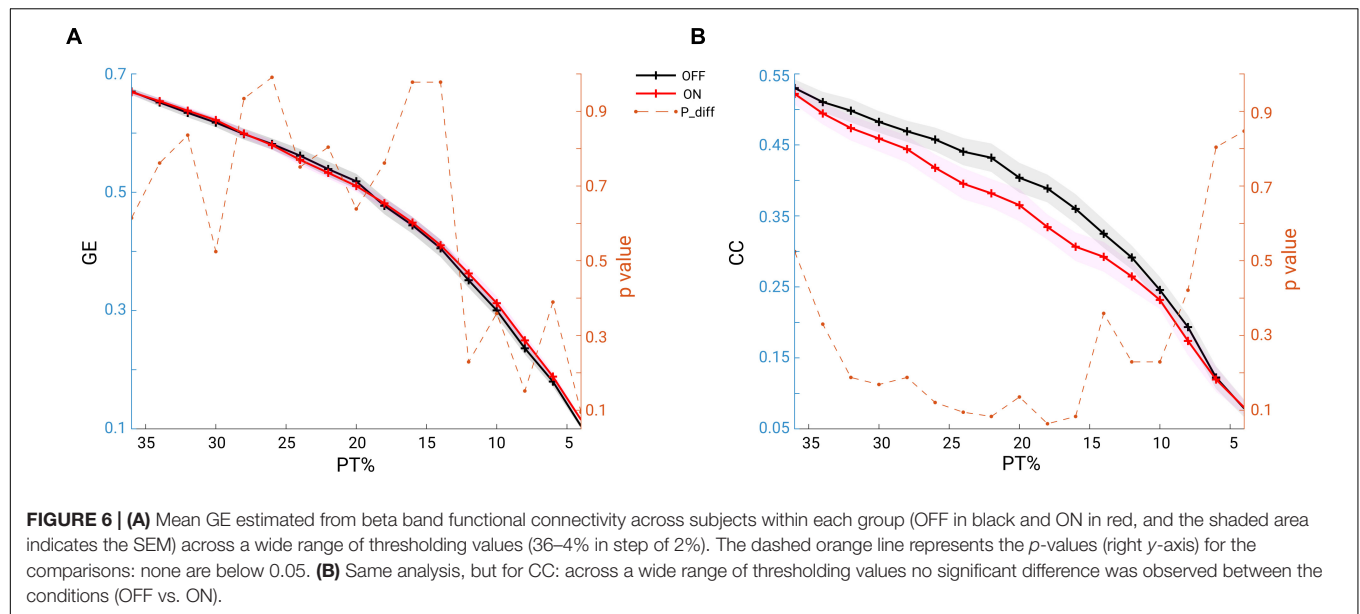 A
B
0.7
0.5
0.3
0.1
GE
35
30
25
20
15
10
5
PT%
0.9
0.7
0.5
0.3
0.1
p value
OFF
ON
P_diff
0.55
0.45
0.35
0.25
0.15
0.05
CC
35
30
25
20
15
10
5
PT%
0.9
0.7
0.5
0.3
0.1
p value
FIGURE 6 | (A) Mean GE estimated from beta band functional connectivity across subjects within each group (OFF in black and ON in red, and the shaded area
indicates the SEM) across a wide range of thresholding values (36–4% in step of 2%). The dashed orange line represents the p-values (right y-axis) for the
comparisons: none are below 0.05. (B) Same analysis, but for CC: across a wide range of thresholding values no significant difference was observed between the
conditions (OFF vs. ON).